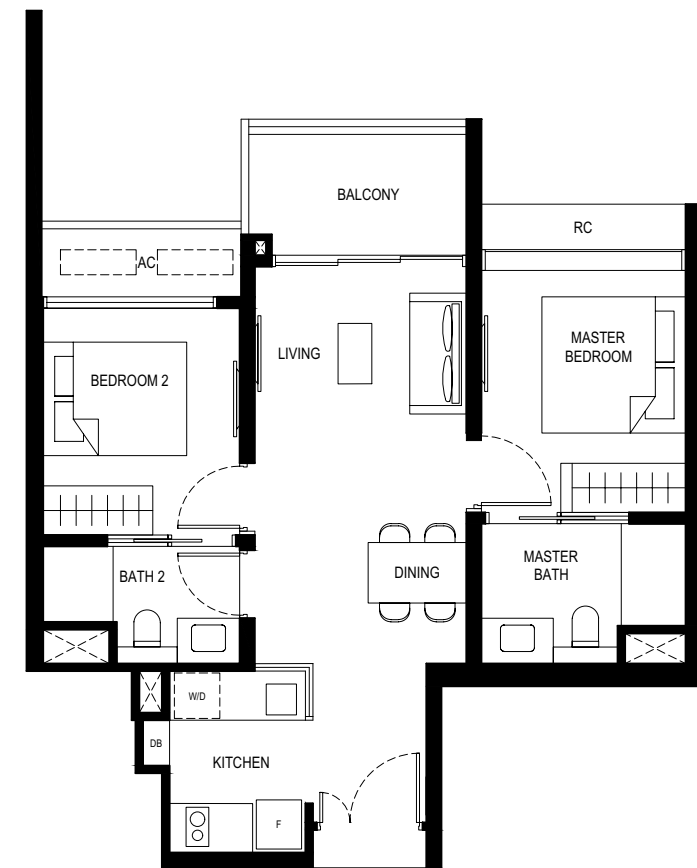 BALCONY
RC
AC
LIVING
MASTER
BEDROOM
BEDROOM 2
DINING
MASTER
BATH
BATH 2
W/D
DB
KITCHEN
F